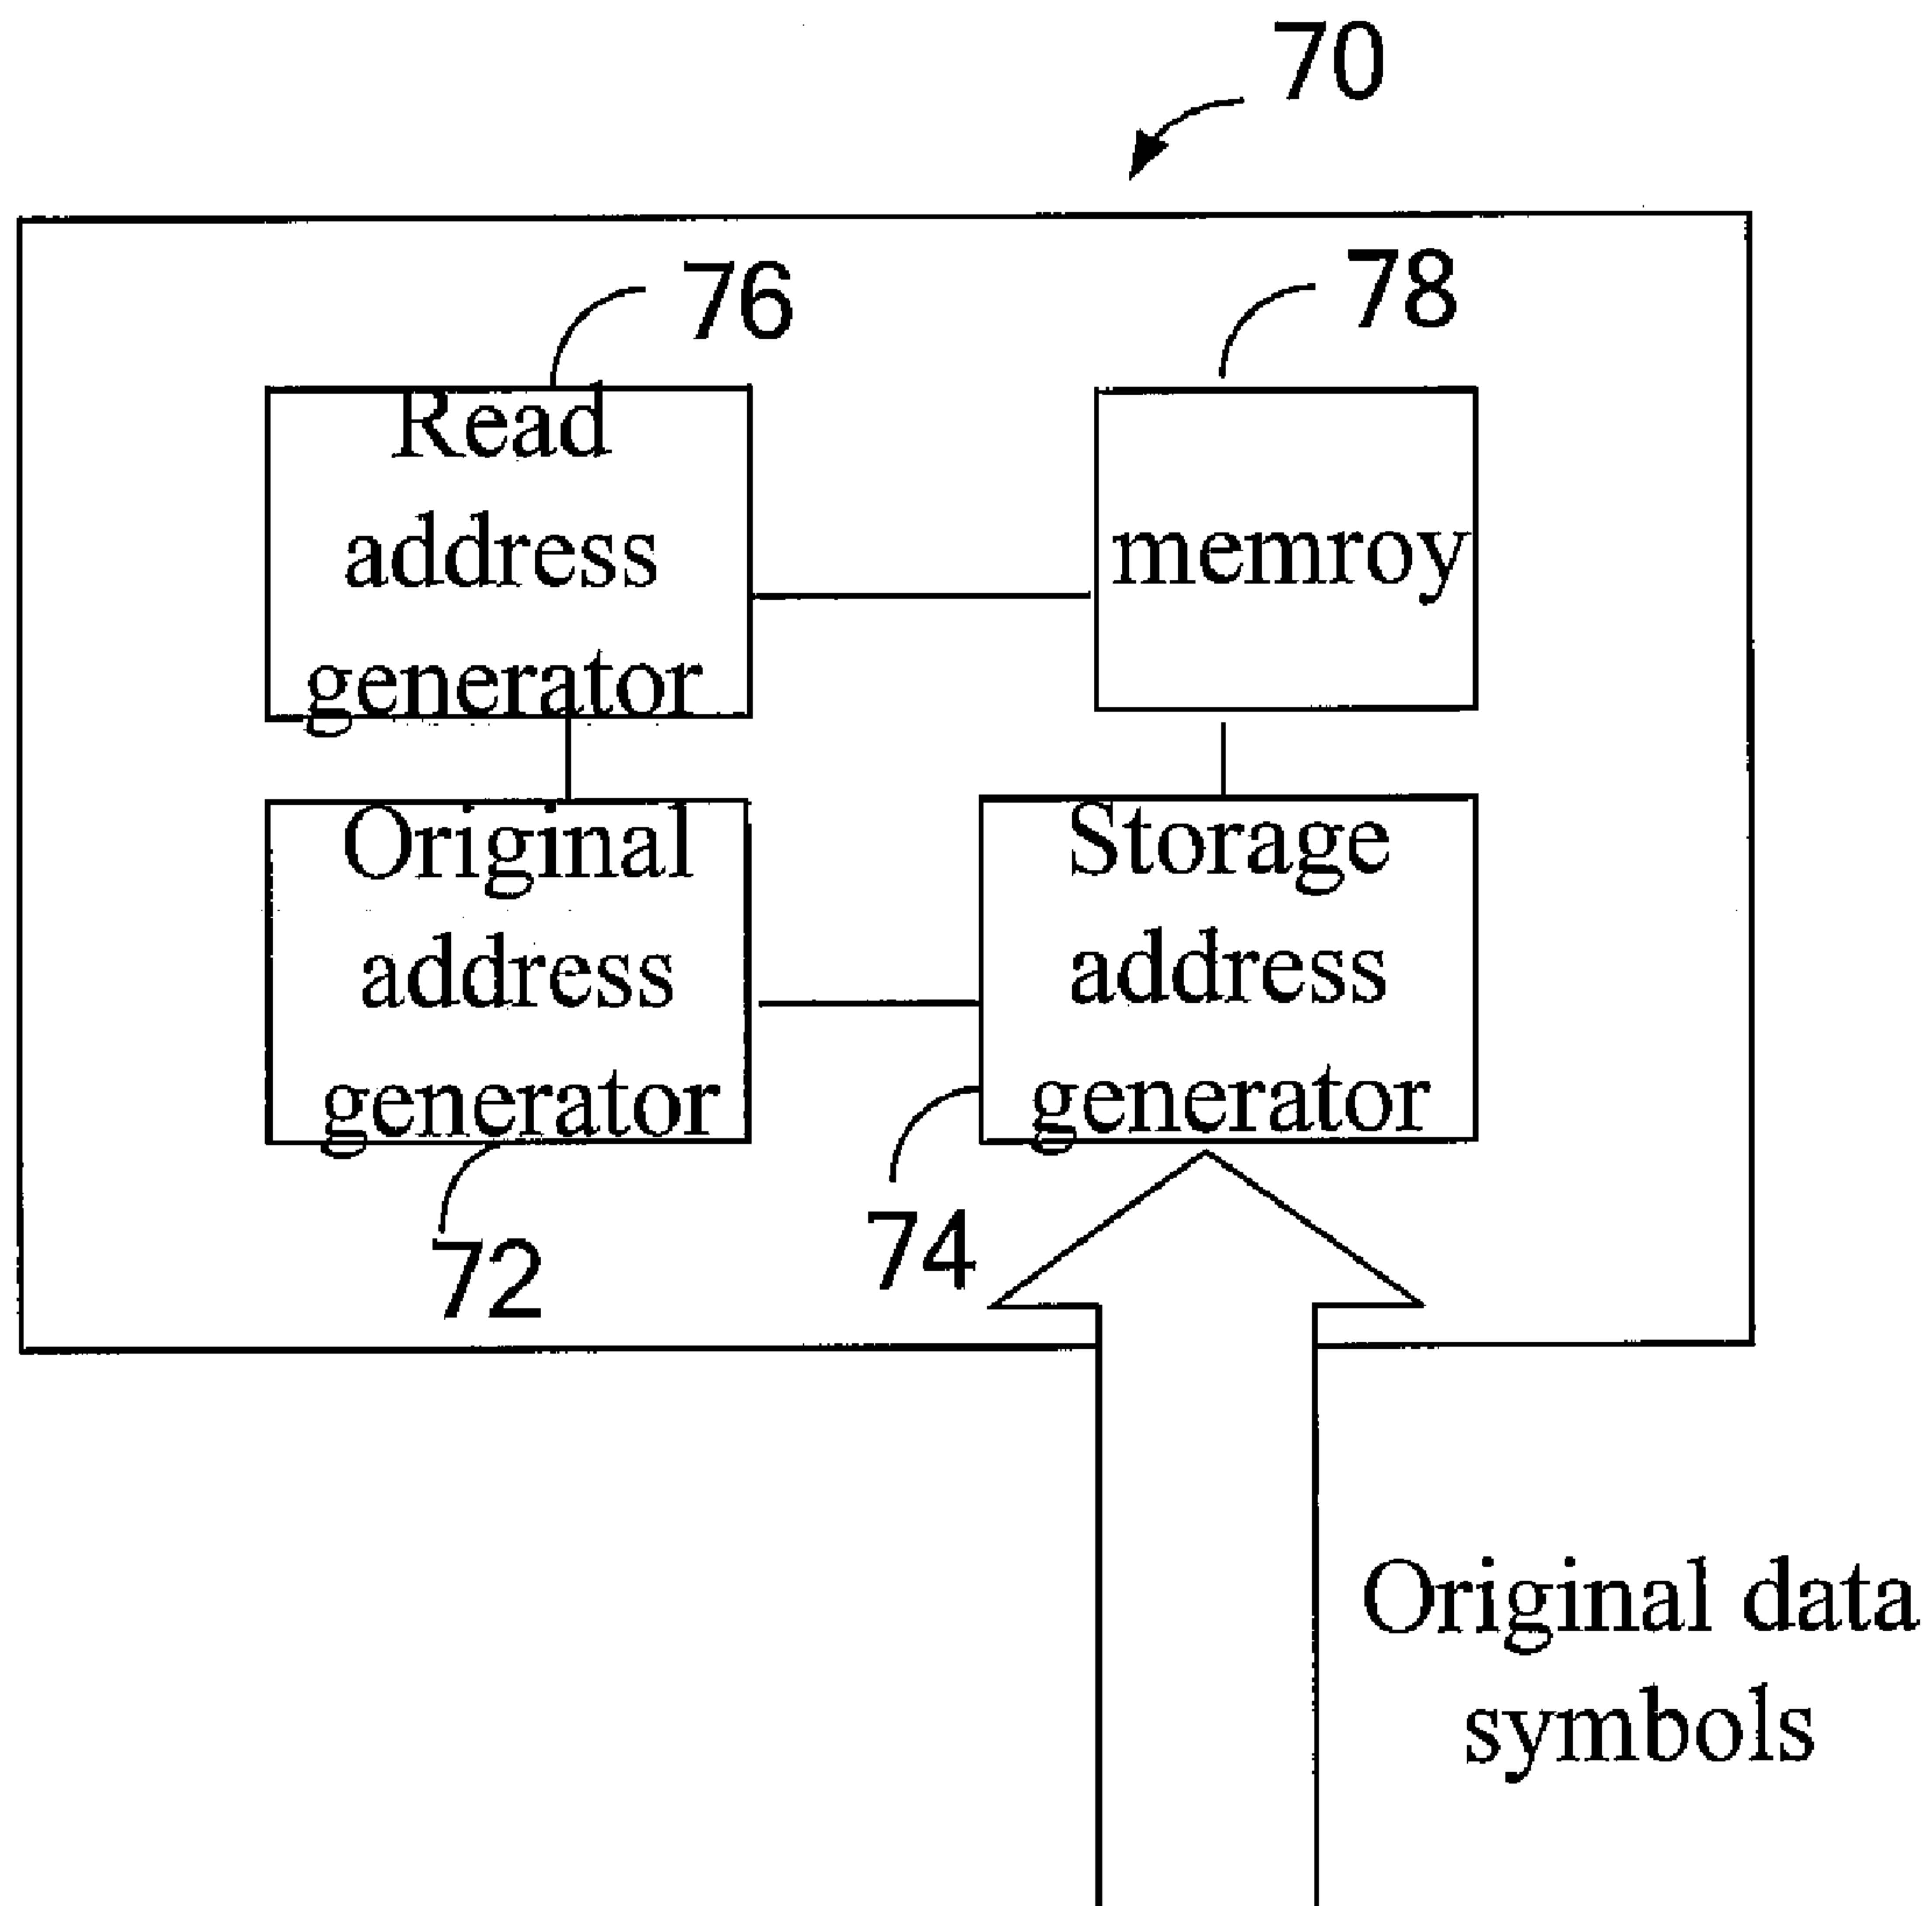 70
76
78
Read
address
generator
memroy
Original
address
generator
Storage
address
generator
72
74
Original data
symbols